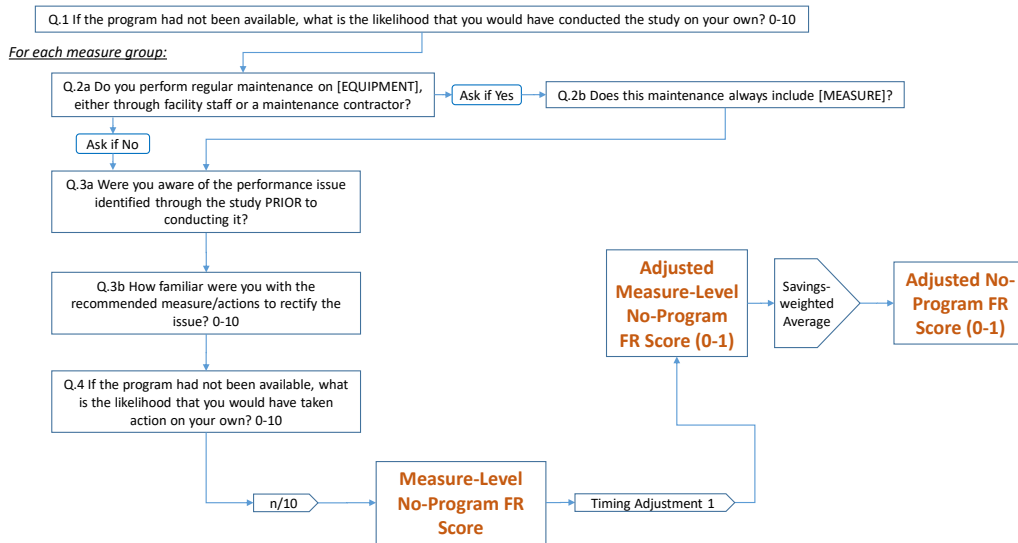 Q.1 If the program had not been available, what is the likelihood that you would have conducted the study on your own? 0-10
For each measure group:
Q.2a Do you perform regular maintenance on [EQUIPMENT],
either through facility staff or a maintenance contractor?
Ask if Yes
Q.2b Does this maintenance always include [MEASURE]?
Ask if No
Q.3a Were you aware of the performance issue
identified through the study PRIOR to
conducting it?
Q.3b How familiar were you with the
recommended measure/actions to rectify the
issue? 0-10
Q.4 If the program had not been available, what
is the likelihood that you would have taken
action on your own? 0-10
n/10
Measure-Level
No-Program FR
Score
Timing Adjustment 1
Adjusted
Measure-Level
No-Program
FR Score (0-1)
Savings-
weighted
Average
Adjusted No-
Program FR
Score (0-1)